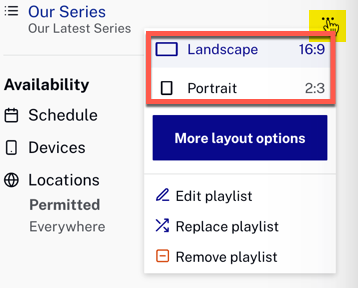 Our Series
Our Latest Series
Landscape 16:9
Portrait 2:3
More layout options
Edit playlist
Replace playlist
Remove playlist
Availability
Schedule
Devices
Locations
Permitted
Everywhere